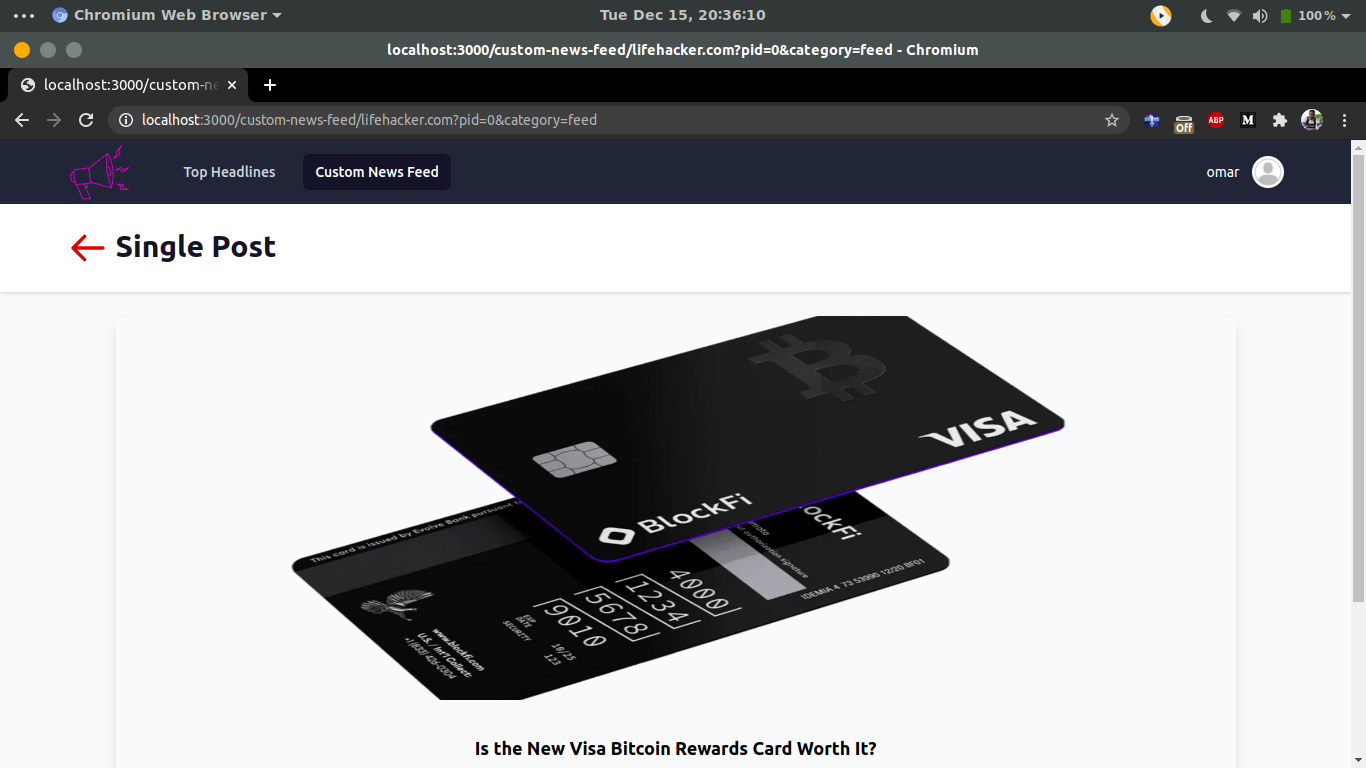 Chromium Web Browser
Tue Dec 15, 20:36:10
100%
localhost:3000/custom-news-feed/lifehacker.com?pid=0&category=feed - Chromium
localhost:3000/custom-ne
localhost:3000/custom-news-feed/lifehacker.com?pid=0&category=feed
Off
ABP
M
Top Headlines
Custom News Feed
omar
Single Post
VISA
BlockFi
This card is issued by Evolve Bank pursuant
ockFi
authorization signature
IDEMIA 4 73 53990 12/20 BF01
4000
1234
5678
9010
EXP
DATE
10/25
SECURITY
123
www.blockfi.com
U.S. / Int'l Collect:
+1(833)-426-0304
Is the New Visa Bitcoin Rewards Card Worth It?